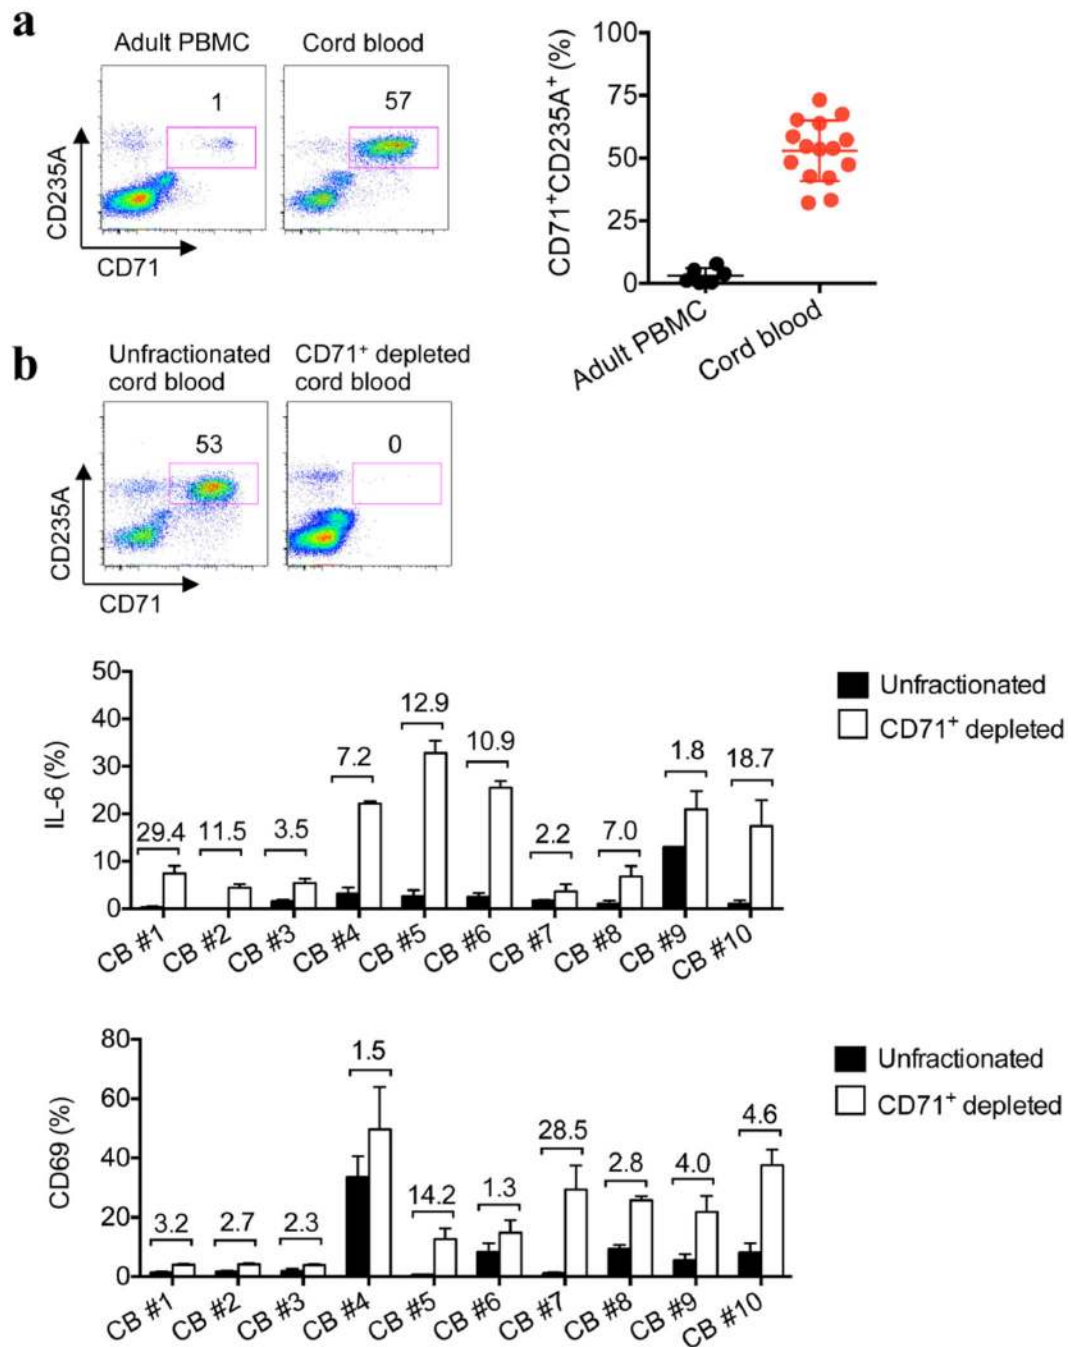 a
Adult PBMC
Cord blood
1
57
CD235A
CD71
CD71+CD235A+ (%)
100
75
50
25
0
Adult PBMC
Cord blood
b
Unfractionated
cord blood
CD71+ depleted
cord blood
53
0
CD235A
CD71
IL-6 (%)
50
40
30
20
10
0
29.4
11.5
3.5
7.2
12.9
10.9
2.2
7.0
1.8
18.7
CB #1
CB #2
CB #3
CB #4
CB #5
CB #6
CB #7
CB #8
CB #9
CB #10
Unfractionated
CD71+ depleted
CD69 (%)
80
60
40
20
0
3.2
2.7
2.3
1.5
14.2
1.3
28.5
2.8
4.0
4.6
CB #1
CB #2
CB #3
CB #4
CB #5
CB #6
CB #7
CB #8
CB #9
CB #10
Unfractionated
CD71+ depleted